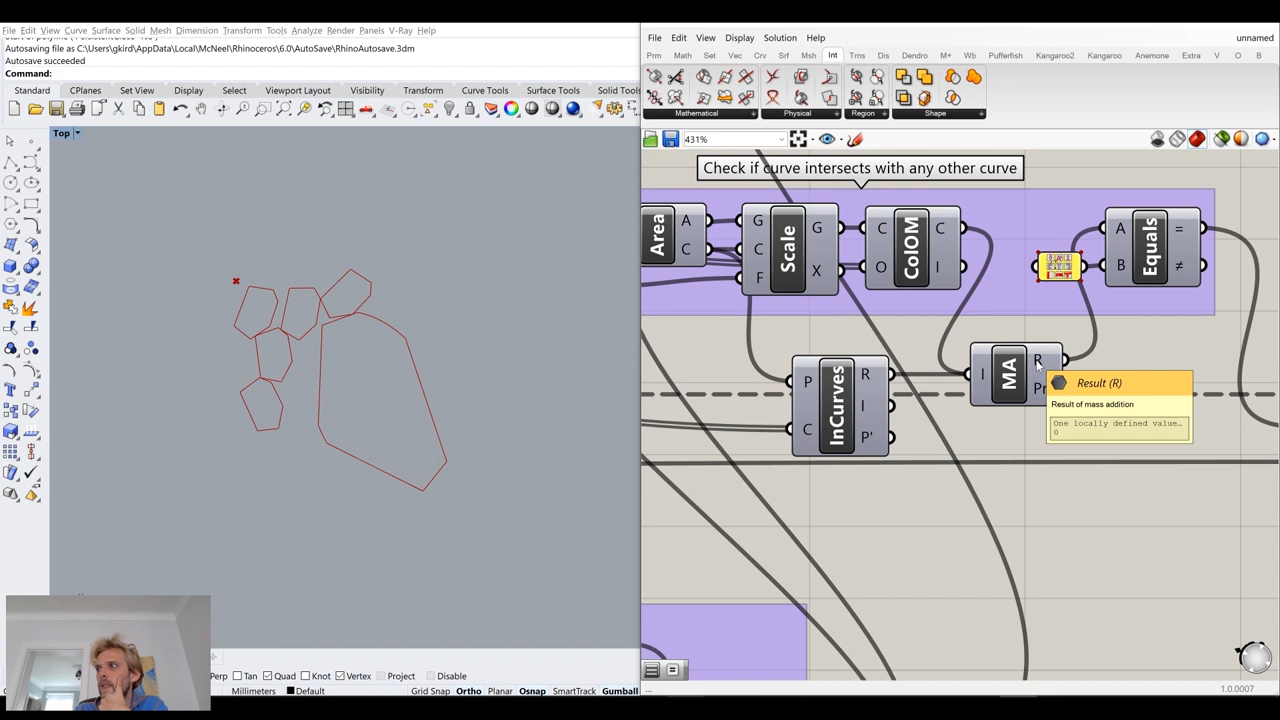 File Edit View Curve Surface Solid Mesh Dimension Transform Tools Analyze Render Panels V-Ray Help
Autosaving file as C:\Users\gkird\AppData\Local\McNeel\Rhinoceros\6.0\AutoSave\RhinoAutosave.3dm
Autosave succeeded
Command:
Standard CPlanes Set View Display Select Viewport Layout Visibility Transform Curve Tools Surface Tools Solid Tools
Top
Perp Tan Quad Knot Vertex Project Disable
Millimeters Default Grid Snap Ortho Planar Osnap SmartTrack Gumball
File Edit View Display Solution Help
unnamed
Prm Math Set Vec Crv Srf Msh Int Trns Dis Dendro M+ Wb Pufferfish Kangaroo2 Kangaroo Anemone Extra V O B
Mathematical Physical Region Shape
431%
Check if curve intersects with any other curve
Area A C
Scale G C F G X
ColOM C O C I
Equals A B = ≠
InCurves P C R I P'
MA I R
Result (R)
Result of mass addition
One locally defined value…
0
1.0.0007